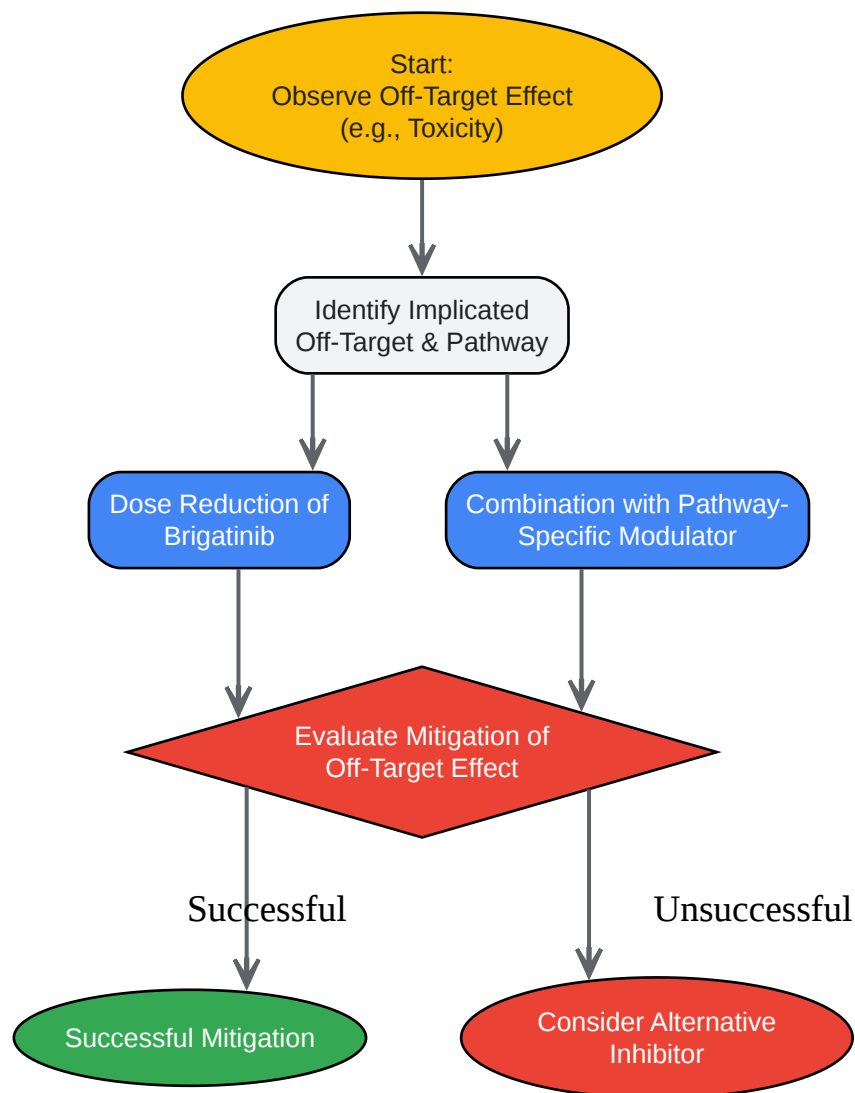 Start:
Observe Off-Target Effect
(e.g., Toxicity)
Identify Implicated
Off-Target & Pathway
Dose Reduction of
Brigatinib
Combination with Pathway-
Specific Modulator
Evaluate Mitigation of
Off-Target Effect
Successful
Unsuccessful
Successful Mitigation
Consider Alternative
Inhibitor